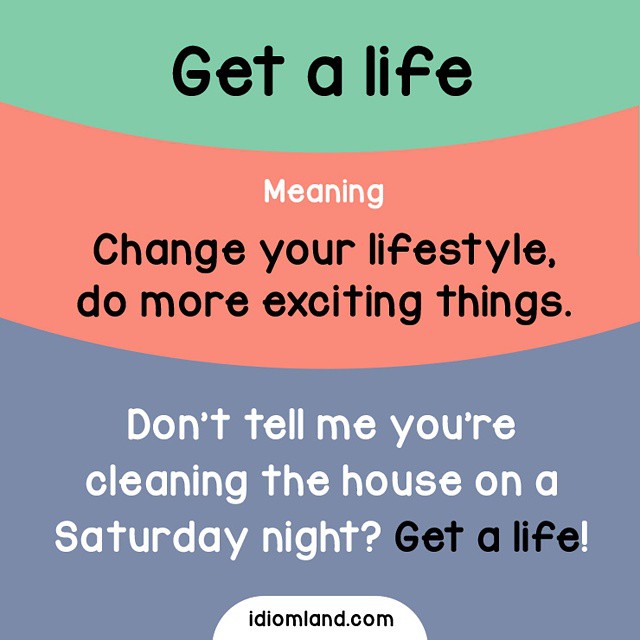 Get a life
Meaning
Change your lifestyle,
do more exciting things.
Don't tell me you're
cleaning the house on a
Saturday night? Get a life!
idiomland.com